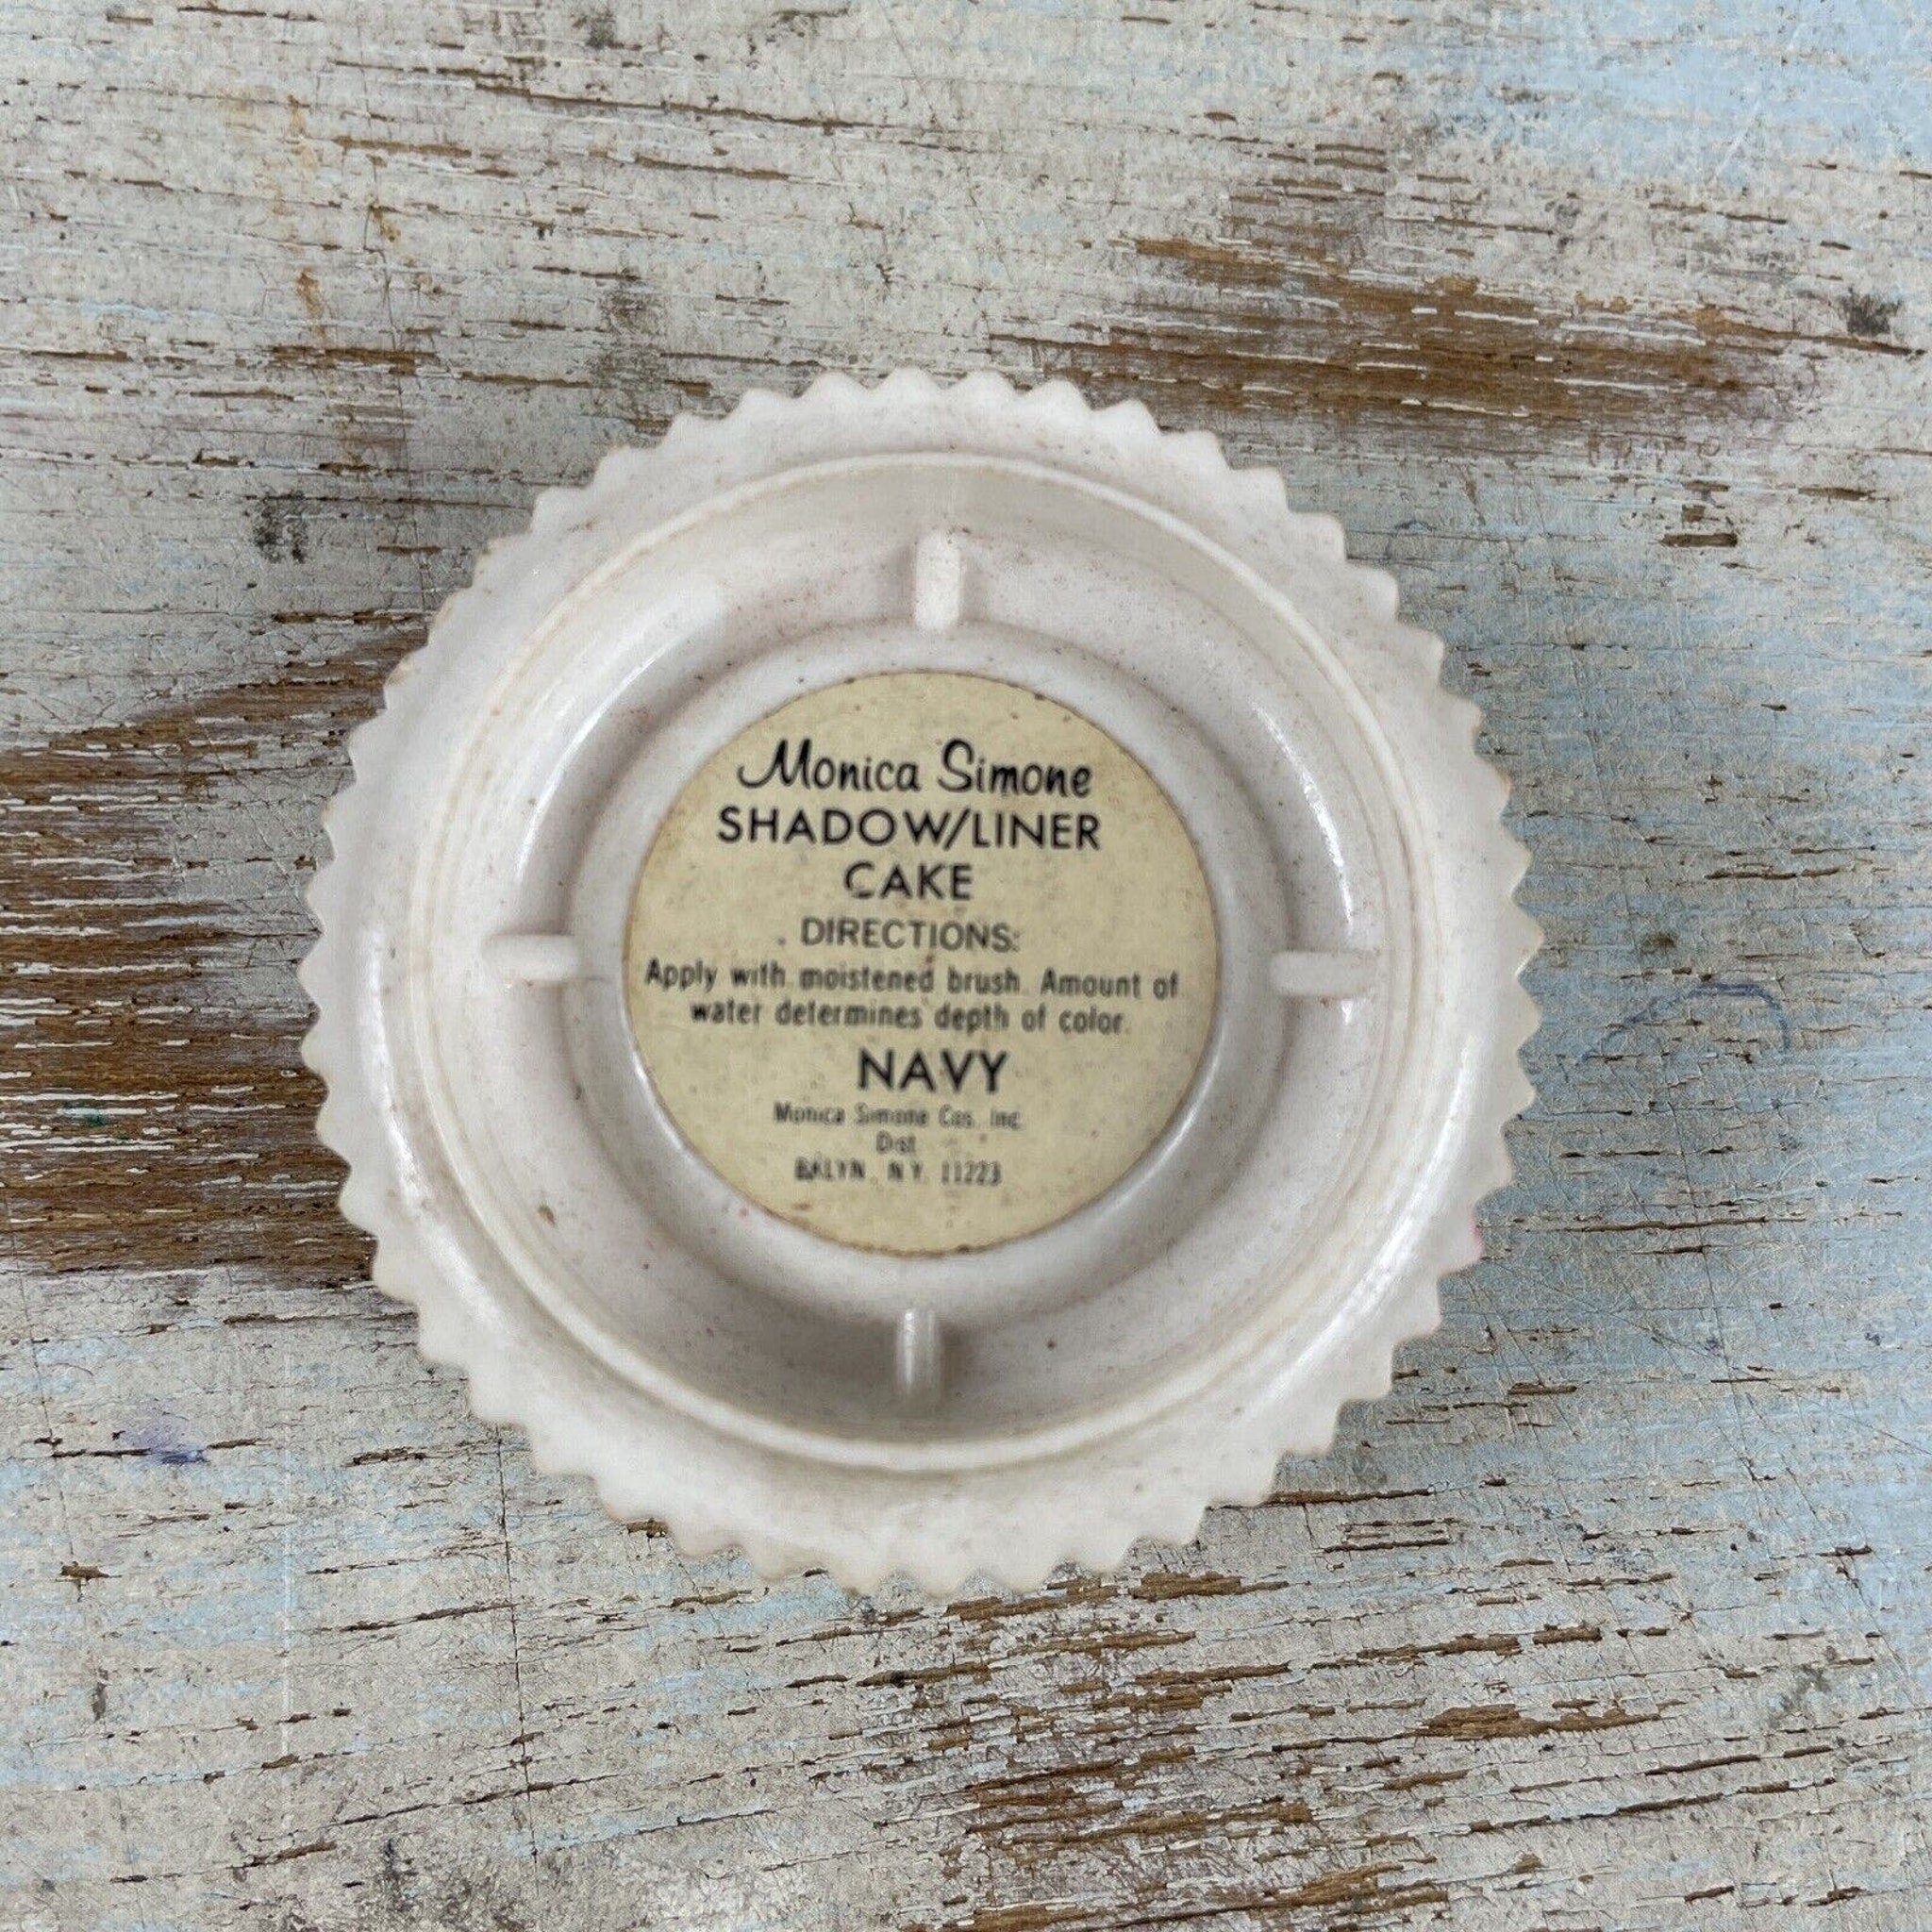 Monica Simone
SHADOW/LINER
CAKE
DIRECTIONS:
Apply with moistened brush. Amount of
water determines depth of color.
NAVY
Monica Simone Cos. Inc.
Dist.
BKLYN. N.Y. 11223